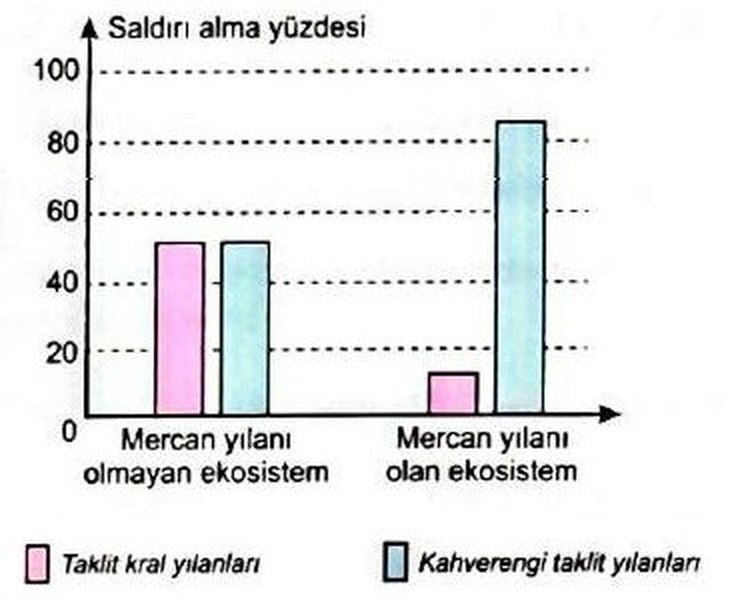 Saldırı alma yüzdesi
100
80
60
40
20
0
Mercan yılanı
olmayan ekosistem
Mercan yılanı
olan ekosistem
Taklit kral yılanları
Kahverengi taklit yılanları